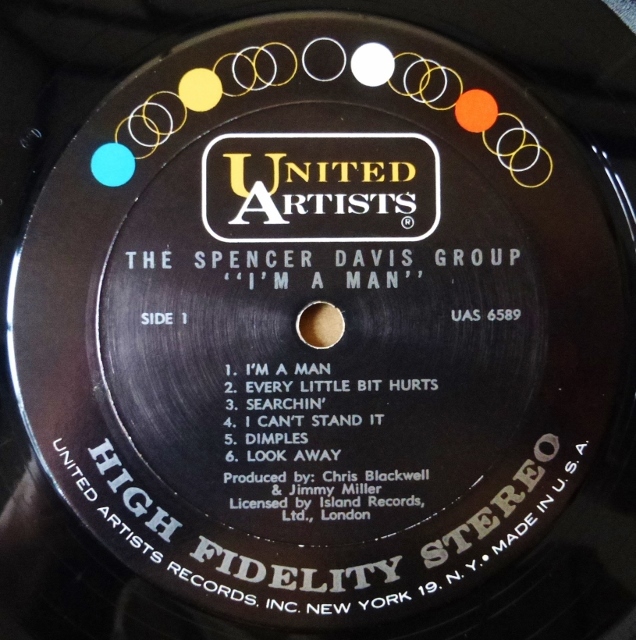 UNITED
ARTISTS®
THE SPENCER DAVIS GROUP
"I'M A MAN"
SIDE 1
UAS 6589
1. I'M A MAN
2. EVERY LITTLE BIT HURTS
3. SEARCHIN'
4. I CAN'T STAND IT
5. DIMPLES
6. LOOK AWAY
Produced by: Chris Blackwell
& Jimmy Miller
Licensed by Island Records,
Ltd., London
HIGH FIDELITY STEREO
UNITED ARTISTS RECORDS, INC. NEW YORK 19, N.Y. • MADE IN U.S.A.